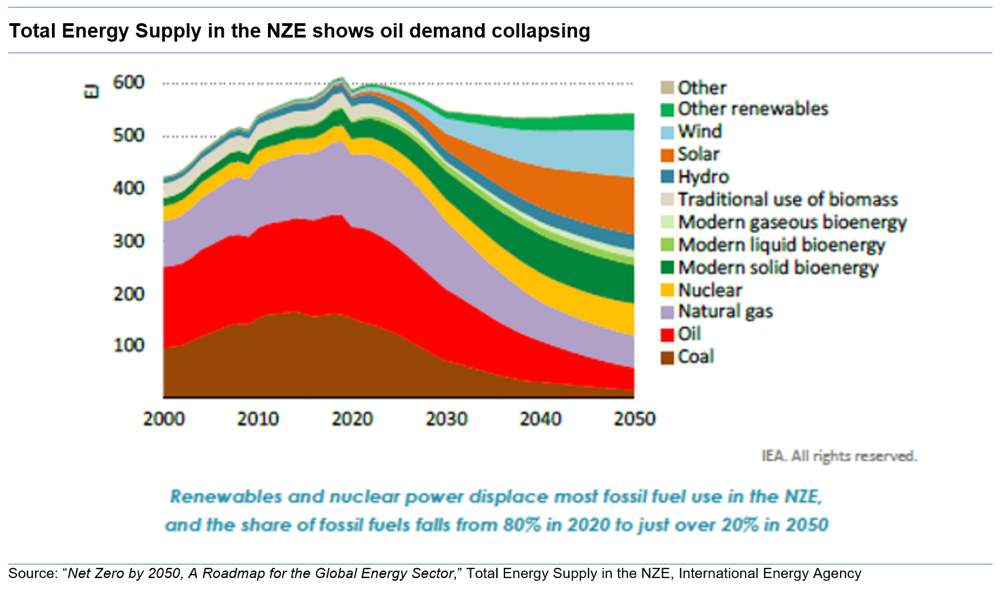 Total Energy Supply in the NZE shows oil demand collapsing
EJ
600
500
400
300
200
100
2000 2010 2020 2030 2040 2050
Other
Other renewables
Wind
Solar
Hydro
Traditional use of biomass
Modern gaseous bioenergy
Modern liquid bioenergy
Modern solid bioenergy
Nuclear
Natural gas
Oil
Coal
IEA. All rights reserved.
Renewables and nuclear power displace most fossil fuel use in the NZE,
and the share of fossil fuels falls from 80% in 2020 to just over 20% in 2050
Source: “Net Zero by 2050, A Roadmap for the Global Energy Sector,” Total Energy Supply in the NZE, International Energy Agency